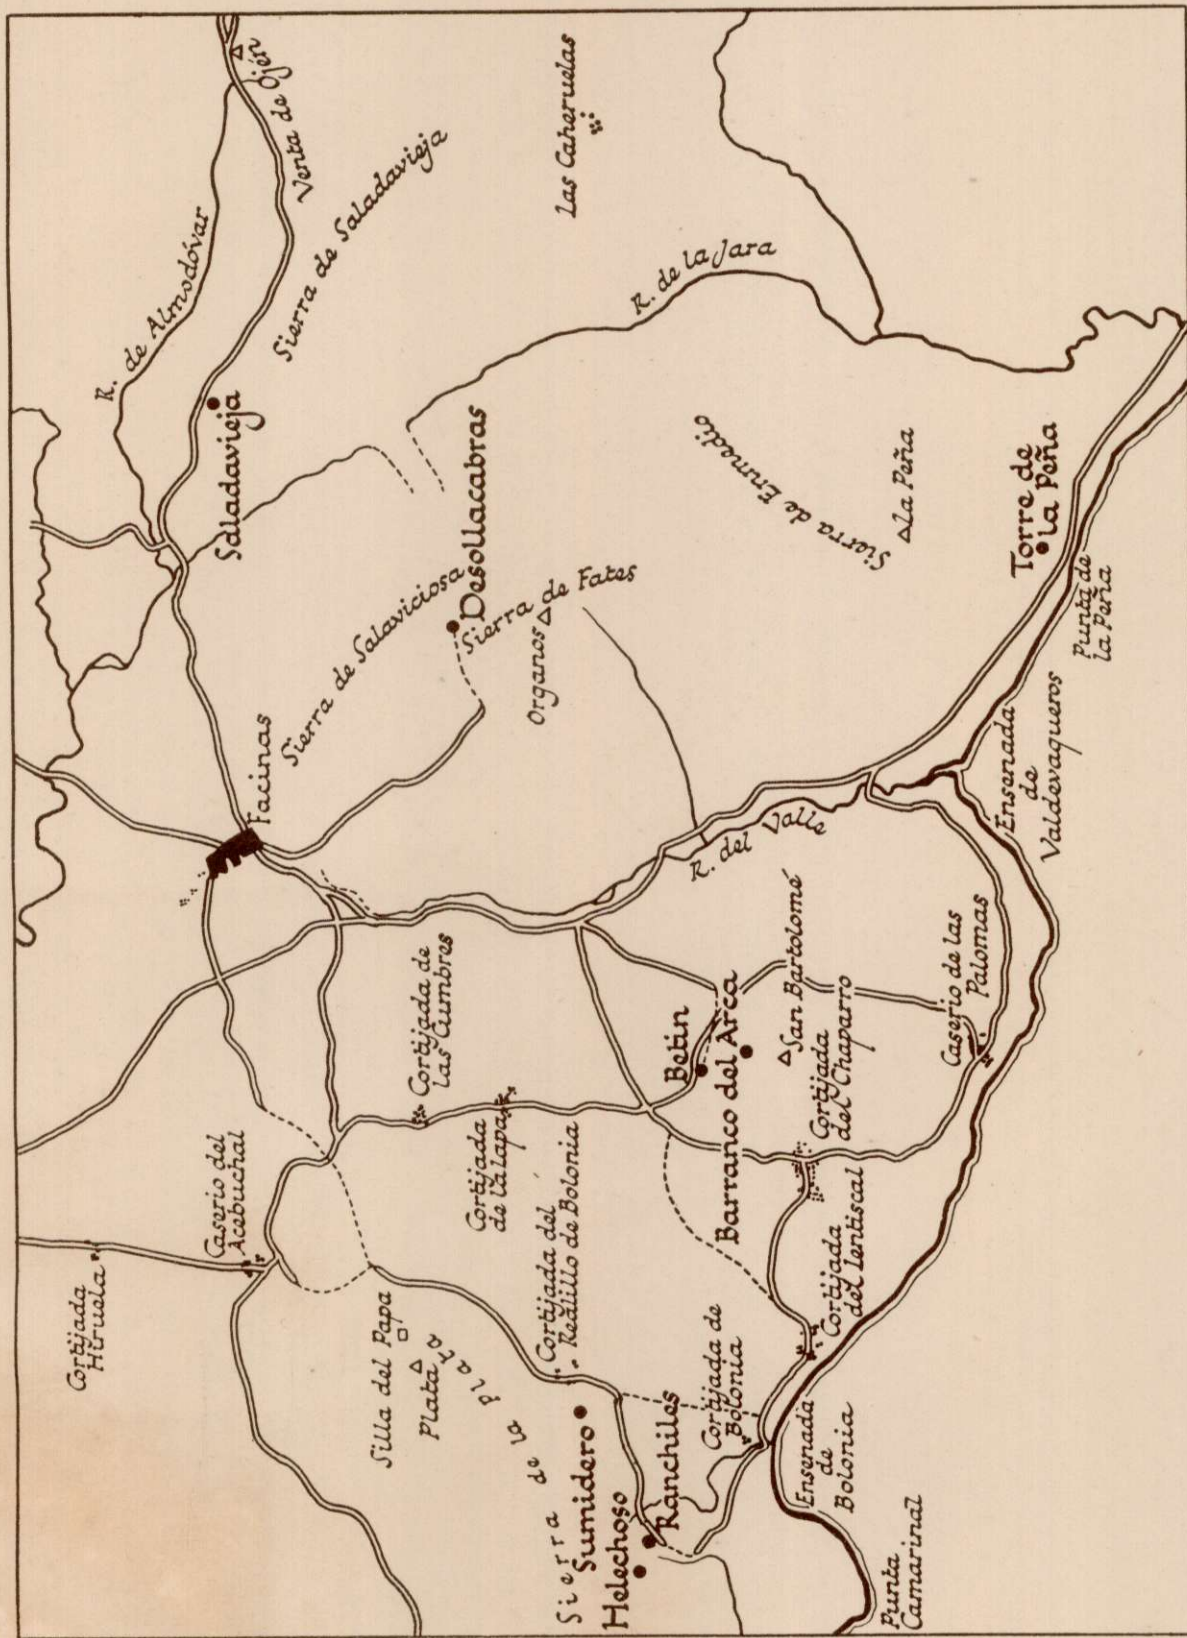 Cortijada
Hiruela
R. de Almodóvar
Caserio del
Acebuchal
Saladavieja
Venta de Ojén
Facinas
Sierra de Salaviciosa
Sierra de Saladavieja
Silla del Papa
Plata
Cortijada de
las Cumbres
Desollacabras
Sierra de Fates
Organos
Cortijada
de la lapa
Cortijada del
Realillo de Bolonia
Sierra de la Plata
Sumidero
Helechoso
Las Caheruelas
Ranchiles
R. de la Jara
Betin
Barranco del Arca
Cortijada de
Bolonia
R. del Valle
San Bartolomé
Cortijada
del Chaparro
Cortijada
del lentiscal
Sierra de Enmedio
La Peña
Ensenada
de
Bolonia
Punta
Camarinal
Caserio de las
Palomas
Ensenada
de
Valdevaqueros
Torre de
la Peña
Punta de
la Peña